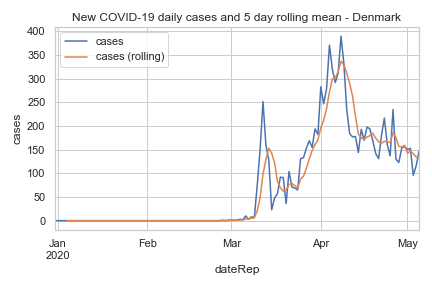 New COVID-19 daily cases and 5 day rolling mean - Denmark
cases
cases (rolling)
400
350
300
250
200
150
100
50
0
cases
Jan Feb Mar Apr May
2020
dateRep